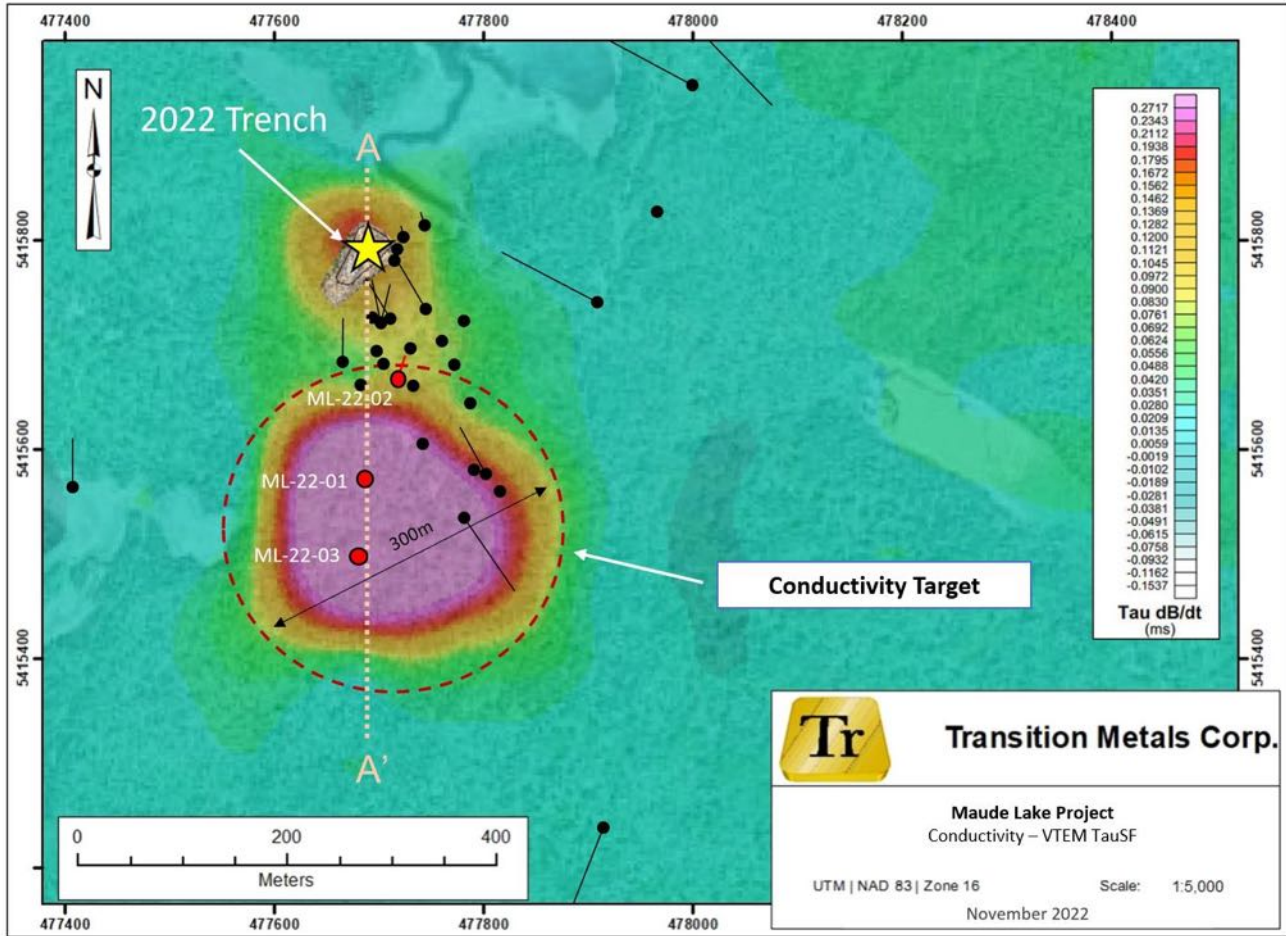 477400
477600
477800
478000
478200
478400
5415800
5415600
5415400
5415800
5415600
5415400
N
2022 Trench
A
ML-22-02
ML-22-01
ML-22-03
300m
Conductivity Target
A'
0.2717
0.2343
0.2112
0.1938
0.1795
0.1672
0.1562
0.1462
0.1369
0.1282
0.1200
0.1121
0.1045
0.0972
0.0900
0.0830
0.0761
0.0692
0.0624
0.0556
0.0488
0.0420
0.0351
0.0280
0.0209
0.0135
0.0059
-0.0019
-0.0102
-0.0189
-0.0281
-0.0381
-0.0491
-0.0615
-0.0758
-0.0932
-0.1162
-0.1537
Tau dB/dt
(ms)
0 200 400
Meters
Tr
Transition Metals Corp.
Maude Lake Project
Conductivity – VTEM TauSF
UTM | NAD 83 | Zone 16 Scale: 1:5,000
November 2022
477400
477600
477800
478000
478200
478400